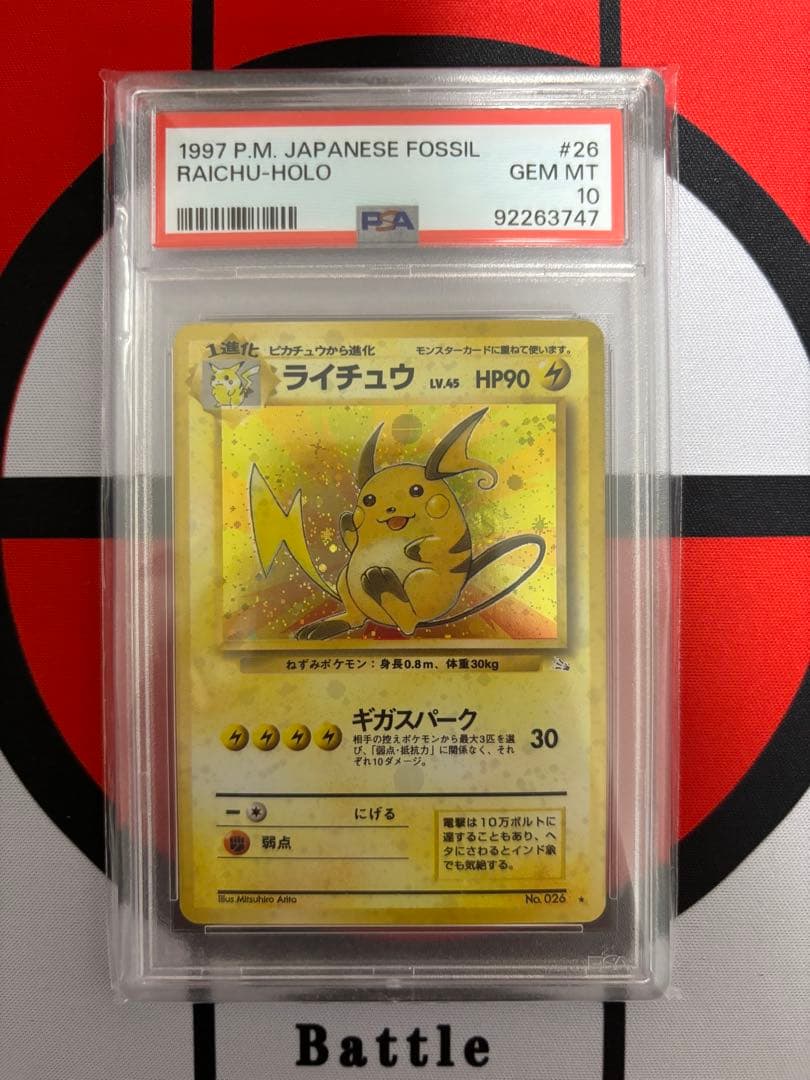 1997 P.M. JAPANESE FOSSIL #26
RAICHU-HOLO GEM MT
10
PSA 92263747
1進化 ピカチュウから進化 モンスターカードに重ねて使います。
ライチュウ LV.45 HP90
ねずみポケモン:身長0.8m、体重30kg
ギガスパーク
相手の控えポケモンから最大3匹を選
び、「弱点・抵抗力」に関係なく、それ
ぞれ10ダメージ。
30
にげる
弱点
電撃は10万ボルトに
達することもあり、ヘ
タにさわるとインド象
でも気絶する。
Illus.Mitsuhiro Arita No. 026 ★
PSA
Battle